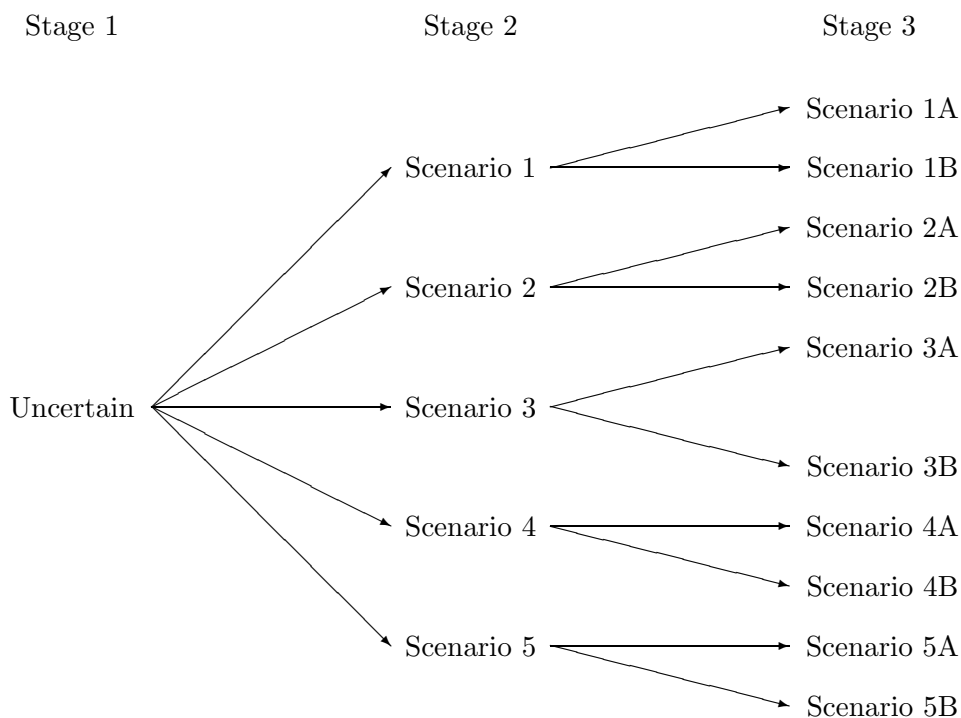 Stage 1 Stage 2 Stage 3
Scenario 1A
Scenario 1 Scenario 1B
Scenario 2A
Scenario 2 Scenario 2B
Scenario 3A
Uncertain Scenario 3
Scenario 3B
Scenario 4 Scenario 4A
Scenario 4B
Scenario 5 Scenario 5A
Scenario 5B